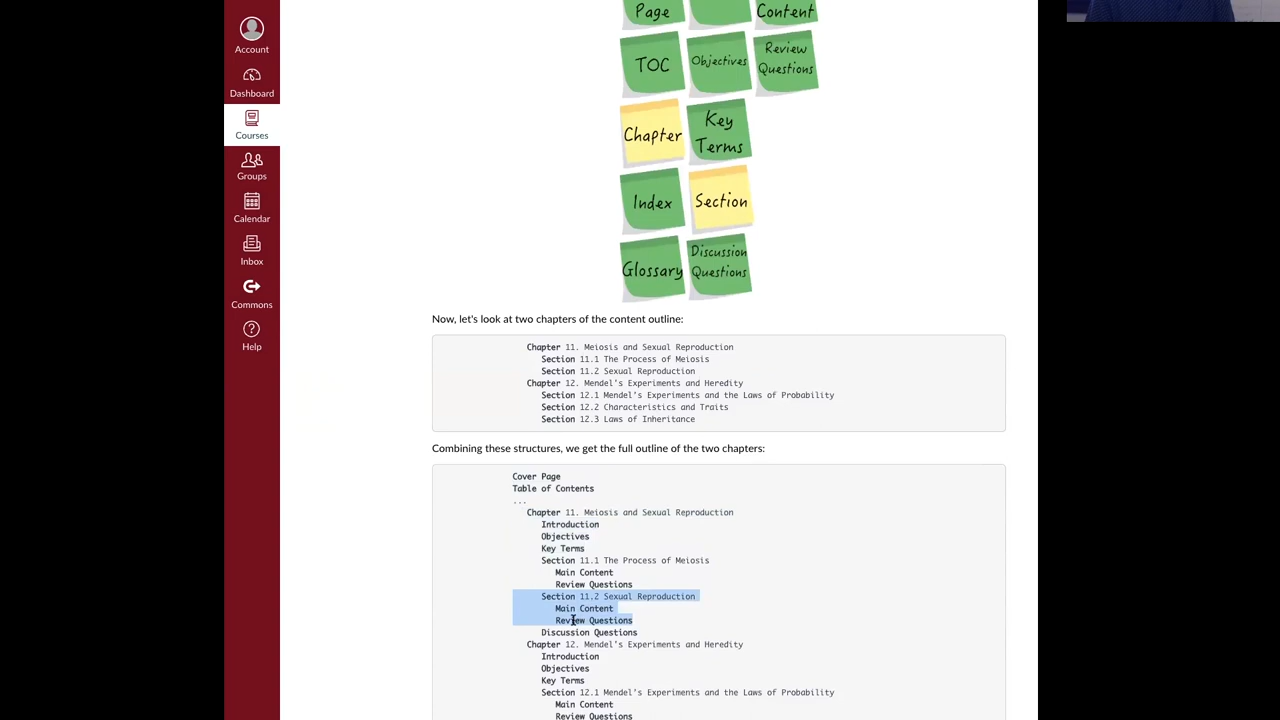 Account
Dashboard
Courses
Groups
Calendar
Inbox
Commons
Help
Page
Content
TOC
Objectives
Review
Questions
Chapter
Key
Terms
Index
Section
Glossary
Discussion
Questions
Now, let's look at two chapters of the content outline:
Chapter 11. Meiosis and Sexual Reproduction
Section 11.1 The Process of Meiosis
Section 11.2 Sexual Reproduction
Chapter 12. Mendel's Experiments and Heredity
Section 12.1 Mendel's Experiments and the Laws of Probability
Section 12.2 Characteristics and Traits
Section 12.3 Laws of Inheritance
Combining these structures, we get the full outline of the two chapters:
Cover Page
Table of Contents
...
Chapter 11. Meiosis and Sexual Reproduction
Introduction
Objectives
Key Terms
Section 11.1 The Process of Meiosis
Main Content
Review Questions
Section 11.2 Sexual Reproduction
Main Content
Review Questions
Discussion Questions
Chapter 12. Mendel's Experiments and Heredity
Introduction
Objectives
Key Terms
Section 12.1 Mendel's Experiments and the Laws of Probability
Main Content
Review Questions